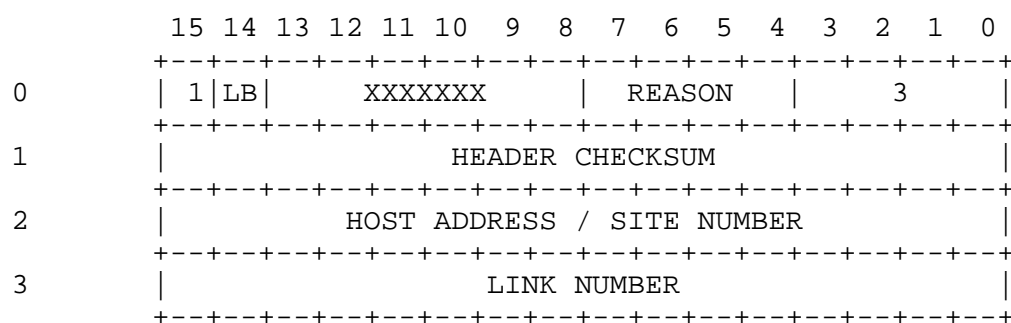 15 14 13 12 11 10  9  8  7  6  5  4  3  2  1  0
        +--+--+--+--+--+--+--+--+--+--+--+--+--+--+--+--+
0       | 1|LB|     XXXXXXX     |  REASON   |     3     |
        +--+--+--+--+--+--+--+--+--+--+--+--+--+--+--+--+
1       |                HEADER CHECKSUM                |
        +--+--+--+--+--+--+--+--+--+--+--+--+--+--+--+--+
2       |          HOST ADDRESS / SITE NUMBER           |
        +--+--+--+--+--+--+--+--+--+--+--+--+--+--+--+--+
3       |                  LINK NUMBER                  |
        +--+--+--+--+--+--+--+--+--+--+--+--+--+--+--+--+